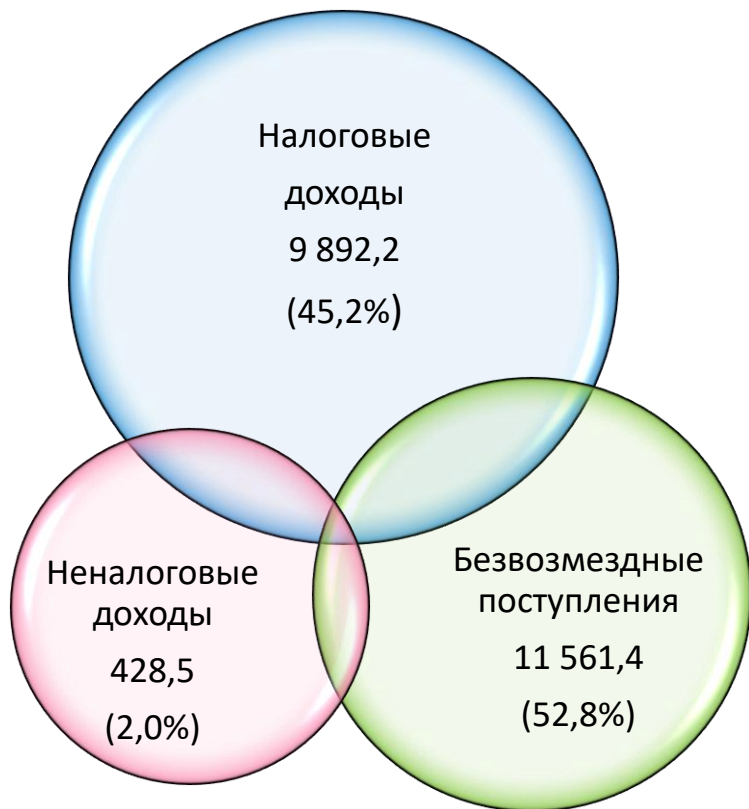 Налоговые
доходы
9 892,2
(45,2%)
Неналоговые
доходы
428,5
(2,0%)
Безвозмездные
поступления
11 561,4
(52,8%)